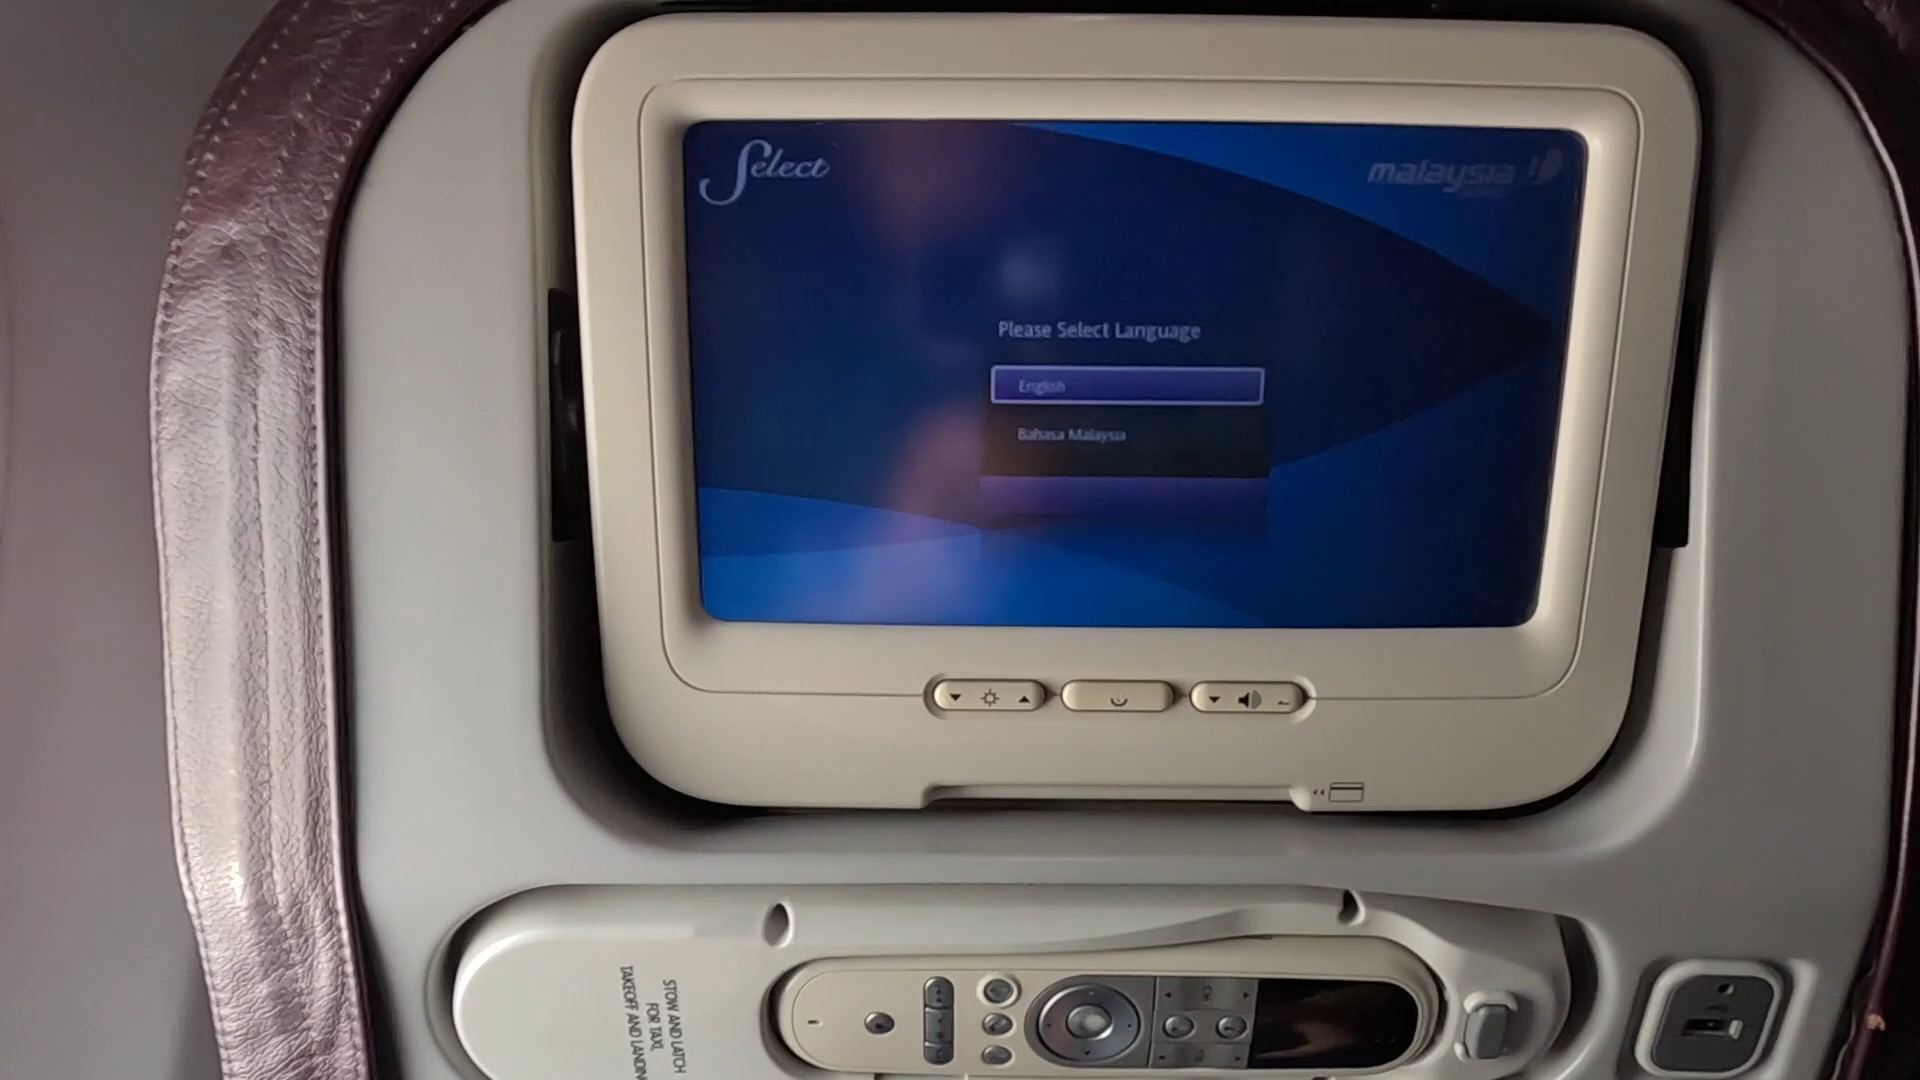 Select
malaysia
Please Select Language
English
Bahasa Malaysia
STOW AND LATCH
FOR TAXI,
TAKEOFF AND LANDING